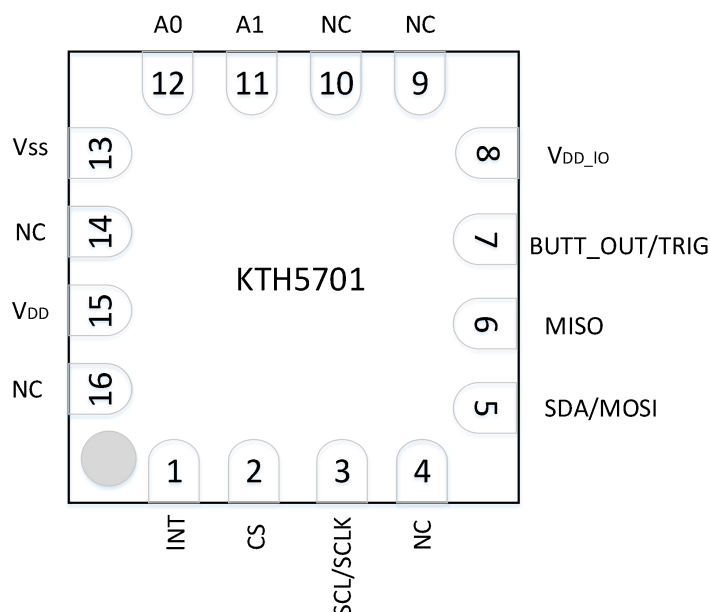 A0 A1 NC NC
12 11 10 9
Vss 13 8 VDD_IO
NC 14 7 BUTT_OUT/TRIG
KTH5701
VDD 15 6 MISO
NC 16 5 SDA/MOSI
1 2 3 4
INT CS SCL/SCLK NC